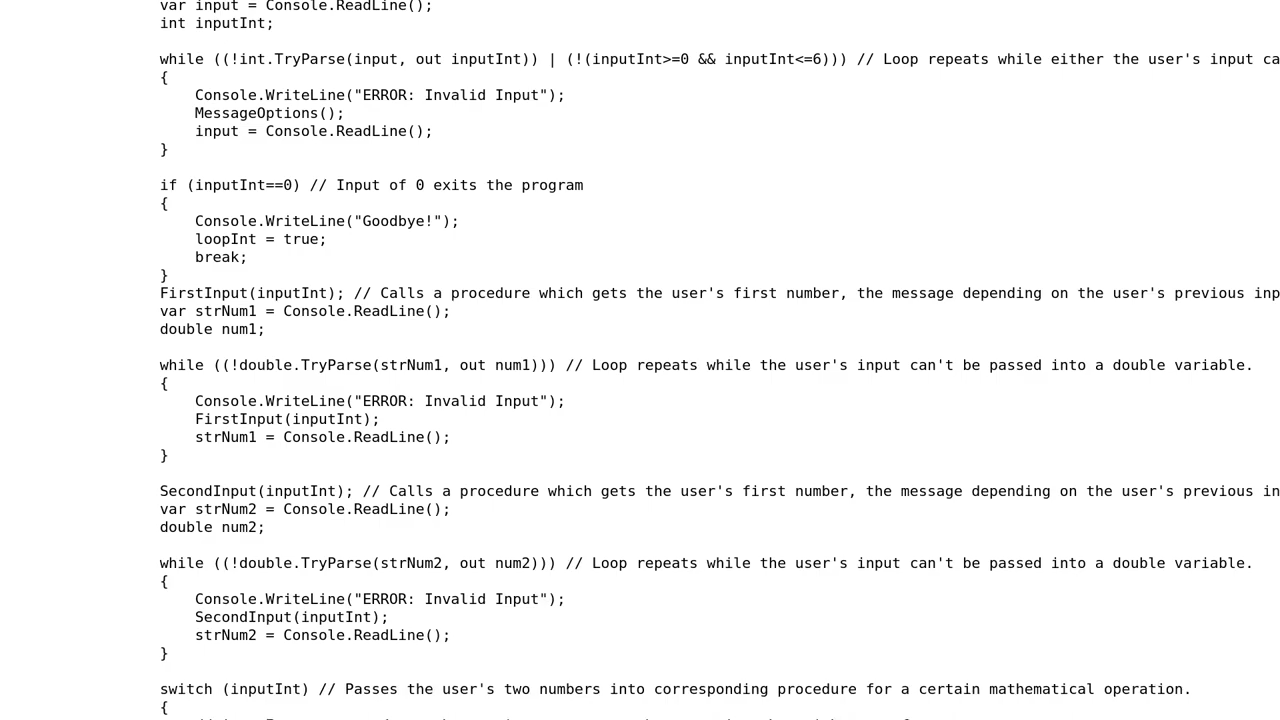 var input = Console.ReadLine();
int inputInt;
while ((!int.TryParse(input, out inputInt)) | (!(inputInt>=0 && inputInt<=6))) // Loop repeats while either the user's input ca
{
Console.WriteLine("ERROR: Invalid Input");
MessageOptions();
input = Console.ReadLine();
}
if (inputInt==0) // Input of 0 exits the program
{
Console.WriteLine("Goodbye!");
loopInt = true;
break;
}
FirstInput(inputInt); // Calls a procedure which gets the user's first number, the message depending on the user's previous inp
var strNum1 = Console.ReadLine();
double num1;
while ((!double.TryParse(strNum1, out num1))) // Loop repeats while the user's input can't be passed into a double variable.
{
Console.WriteLine("ERROR: Invalid Input");
FirstInput(inputInt);
strNum1 = Console.ReadLine();
}
SecondInput(inputInt); // Calls a procedure which gets the user's first number, the message depending on the user's previous in
var strNum2 = Console.ReadLine();
double num2;
while ((!double.TryParse(strNum2, out num2))) // Loop repeats while the user's input can't be passed into a double variable.
{
Console.WriteLine("ERROR: Invalid Input");
SecondInput(inputInt);
strNum2 = Console.ReadLine();
}
switch (inputInt) // Passes the user's two numbers into corresponding procedure for a certain mathematical operation.
{